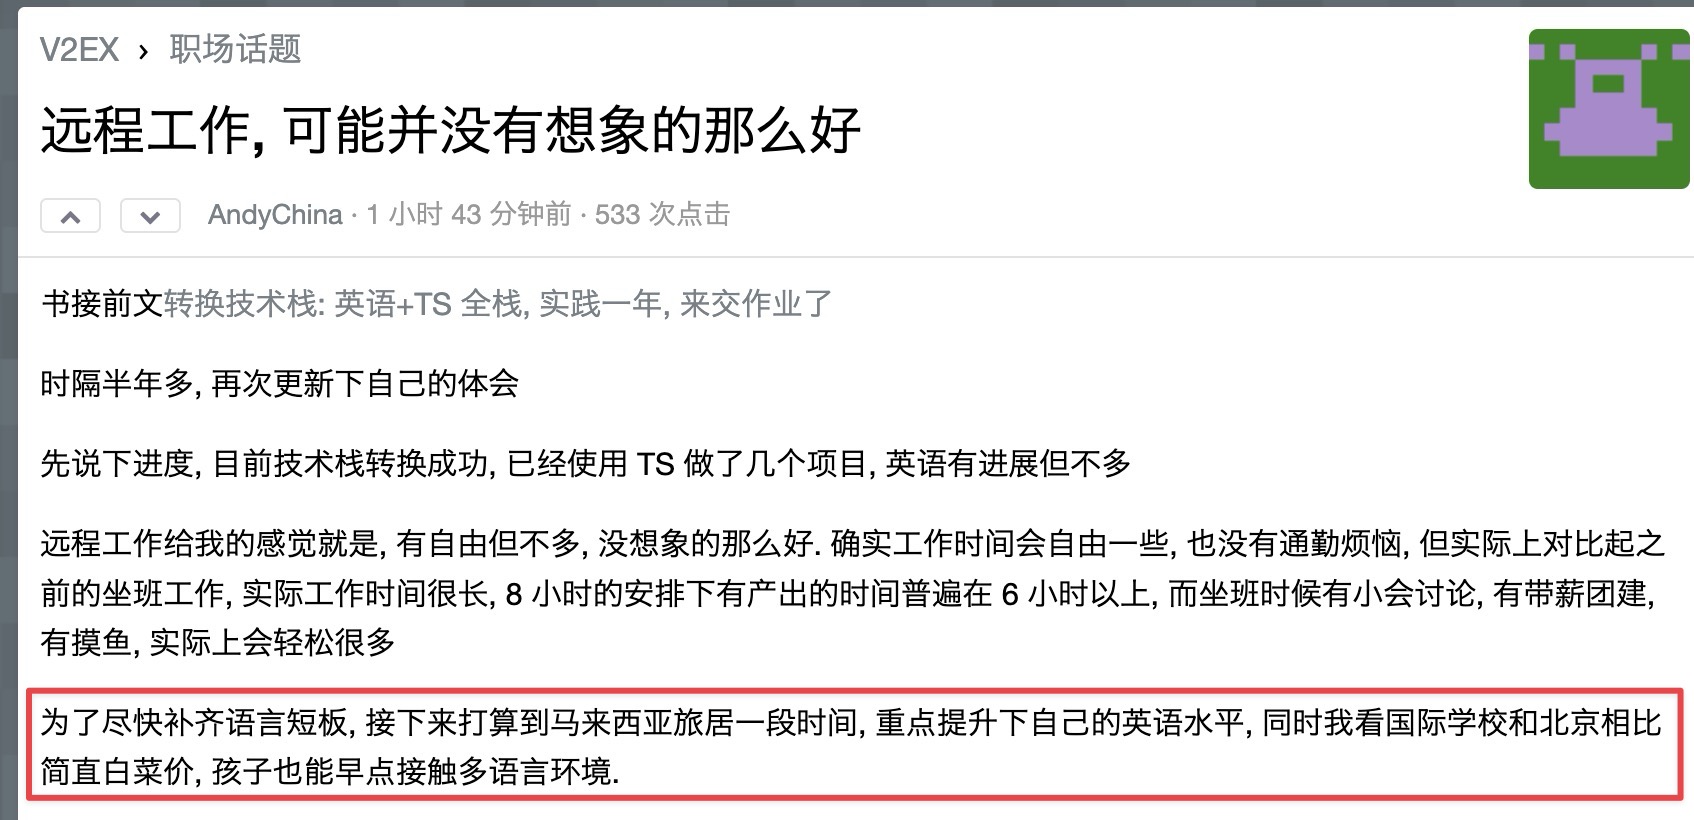 V2EX › 职场话题
远程工作, 可能并没有想象的那么好
AndyChina · 1 小时 43 分钟前 · 533 次点击
书接前文转换技术栈: 英语+TS 全栈, 实践一年, 来交作业了
时隔半年多, 再次更新下自己的体会
先说下进度, 目前技术栈转换成功, 已经使用 TS 做了几个项目, 英语有进展但不多
远程工作给我的感觉就是, 有自由但不多, 没想象的那么好. 确实工作时间会自由一些, 也没有通勤烦恼, 但实际上对比起之
前的坐班工作, 实际工作时间很长, 8 小时的安排下有产出的时间普遍在 6 小时以上, 而坐班时候有小会讨论, 有带薪团建,
有摸鱼, 实际上会轻松很多
为了尽快补齐语言短板, 接下来打算到马来西亚旅居一段时间, 重点提升下自己的英语水平, 同时我看国际学校和北京相比
简直白菜价, 孩子也能早点接触多语言环境.